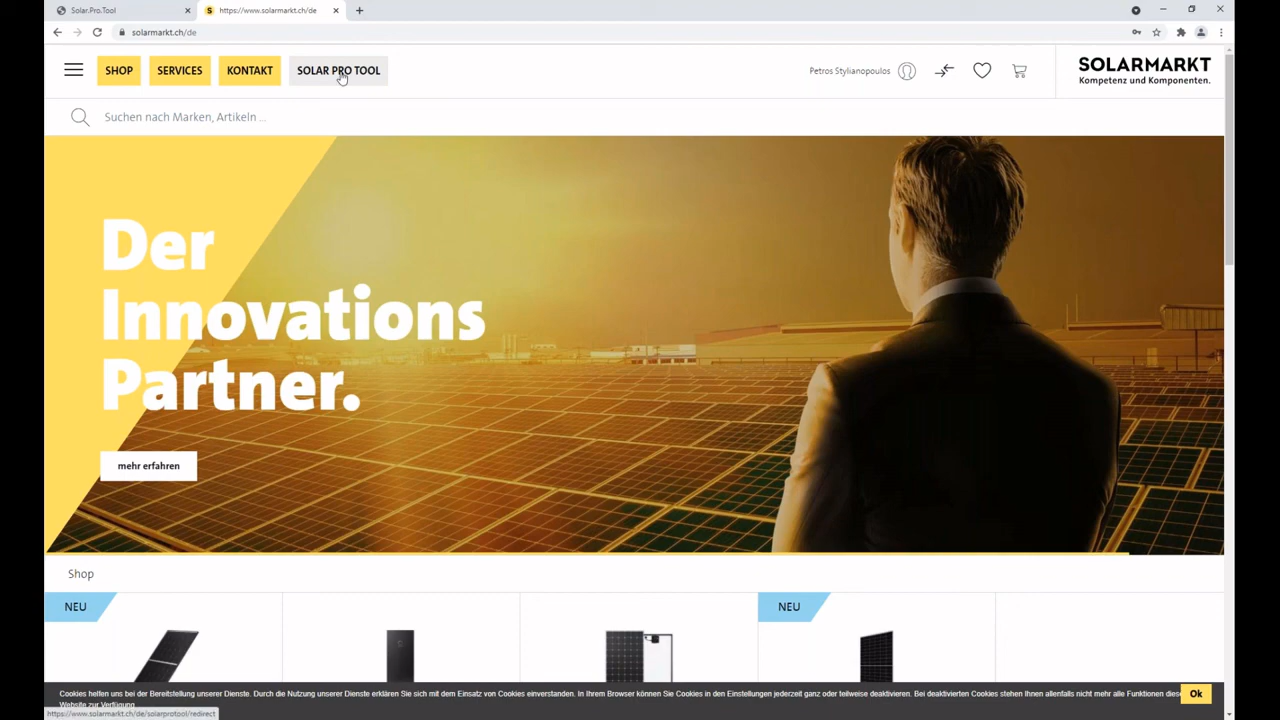 Solar.Pro.Tool
https://www.solarmarkt.ch/de
solarmarkt.ch/de
SHOP
SERVICES
KONTAKT
SOLAR PRO TOOL
Petros Stylianopoulos
SOLARMARKT
Kompetenz und Komponenten.
Suchen nach Marken, Artikeln ...
Der
Innovations
Partner.
mehr erfahren
Shop
NEU
NEU
Cookies helfen uns bei der Bereitstellung unserer Dienste. Durch die Nutzung unserer Dienste erklären Sie sich mit dem Einsatz von Cookies einverstanden. In Ihrem Browser können Sie Cookies in den Einstellungen jederzeit ganz oder teilweise deaktivieren. Bei deaktivierten Cookies stehen Ihnen allenfalls nicht mehr alle Funktionen diese
Website zur Verfügung
Ok
https://www.solarmarkt.ch/de/solarprotool/redirect